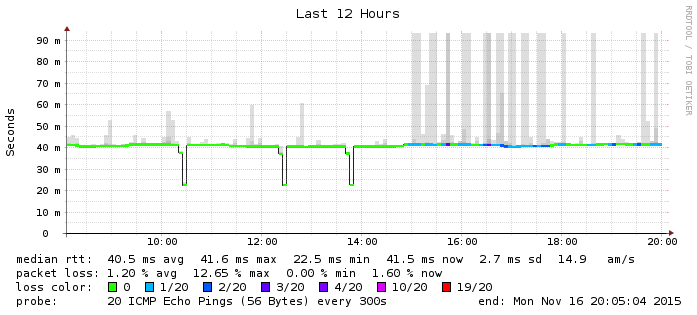 Last 12 Hours
RRDTOOL / TOBI OETIKER
Seconds
90 m
80 m
70 m
60 m
50 m
40 m
30 m
20 m
10 m
0
10:00 12:00 14:00 16:00 18:00 20:00
median rtt: 40.5 ms avg 41.6 ms max 22.5 ms min 41.5 ms now 2.7 ms sd 14.9 am/s
packet loss: 1.20 % avg 12.65 % max 0.00 % min 1.60 % now
loss color: 0 1/20 2/20 3/20 4/20 10/20 19/20
probe: 20 ICMP Echo Pings (56 Bytes) every 300s end: Mon Nov 16 20:05:04 2015